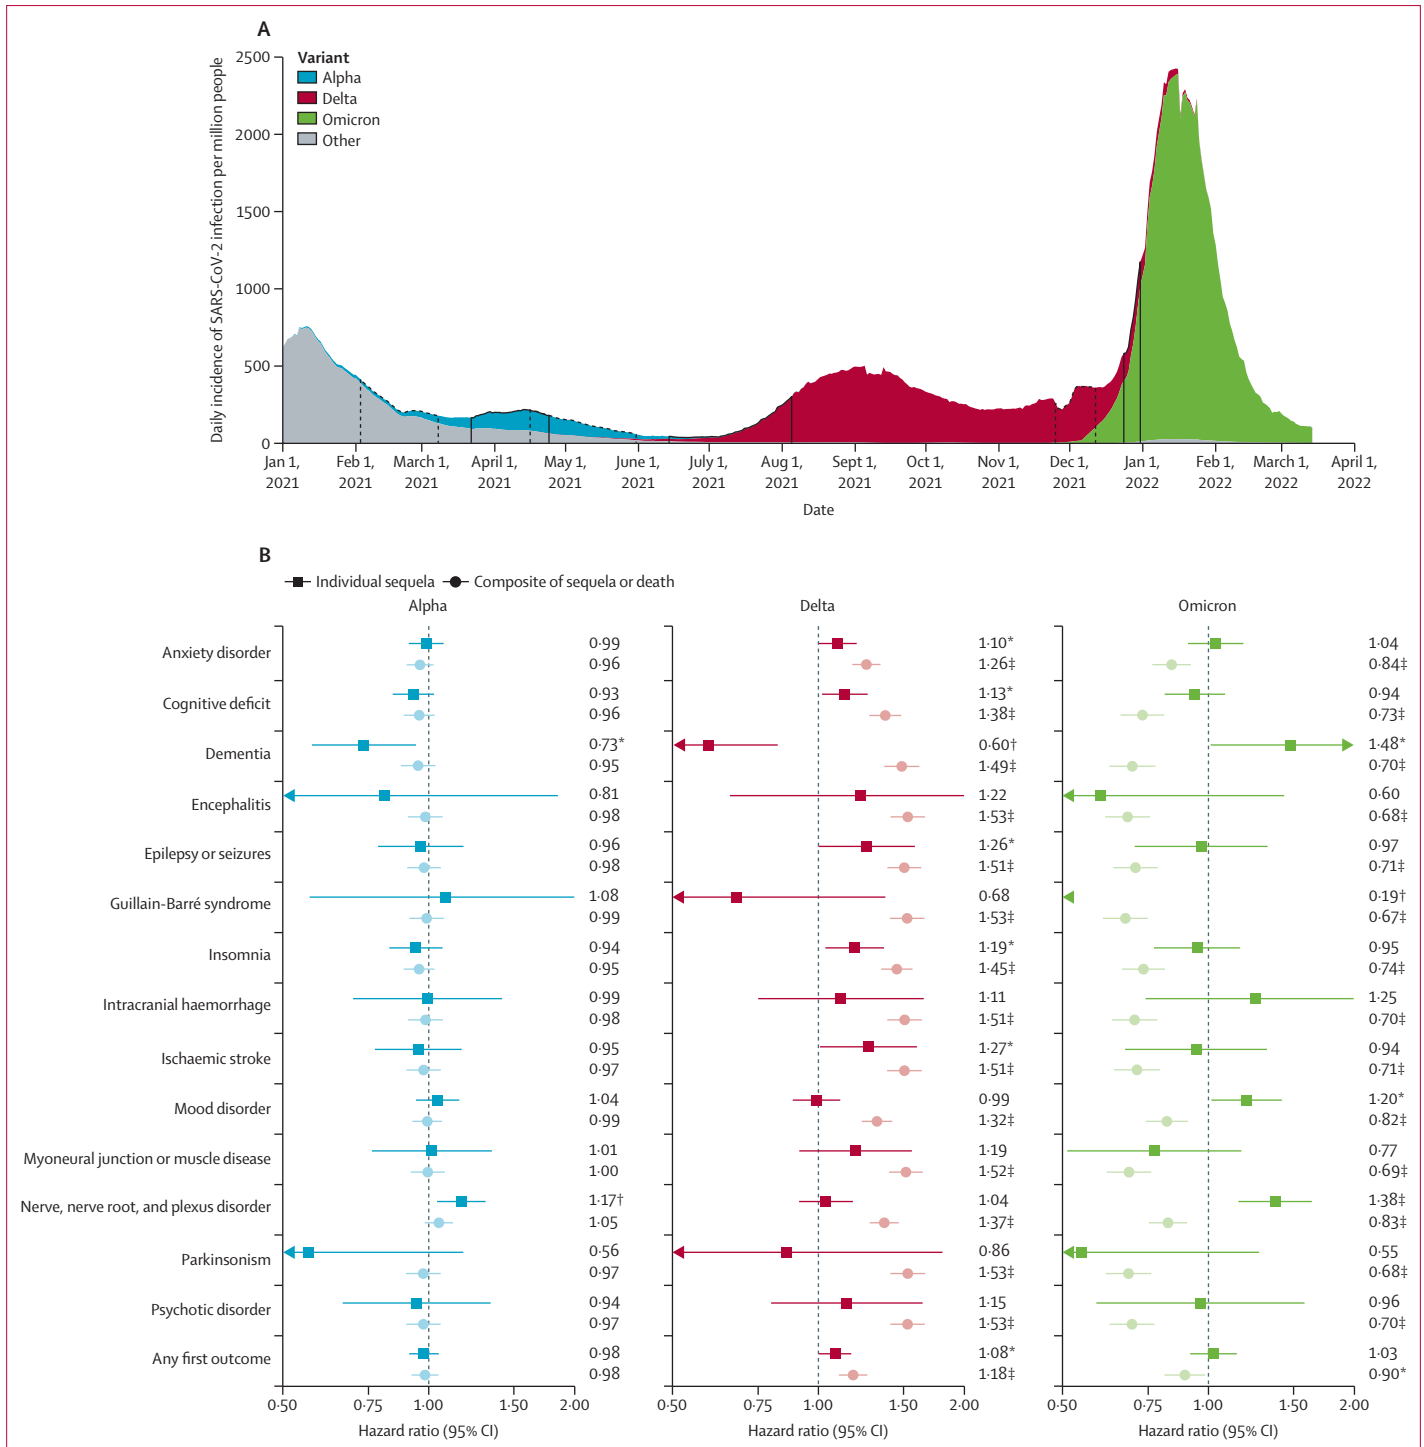 A
Variant
Alpha
Delta
Omicron
Other
Daily incidence of SARS-CoV-2 infection per million people
2500
2000
1500
1000
500
0
Jan 1, 2021
Feb 1, 2021
March 1, 2021
April 1, 2021
May 1, 2021
June 1, 2021
July 1, 2021
Aug 1, 2021
Sept 1, 2021
Oct 1, 2021
Nov 1, 2021
Dec 1, 2021
Jan 1, 2022
Feb 1, 2022
March 1, 2022
April 1, 2022
Date
B
Individual sequela Composite of sequela or death
Alpha Delta Omicron
Anxiety disorder
0·99 1·10* 1·04
0·96 1·26‡ 0·84‡
Cognitive deficit
0·93 1·13* 0·94
0·96 1·38‡ 0·73‡
Dementia
0·73* 0·60† 1·48*
0·95 1·49‡ 0·70‡
Encephalitis
0·81 1·22 0·60
0·98 1·53‡ 0·68‡
Epilepsy or seizures
0·96 1·26* 0·97
0·98 1·51‡ 0·71‡
Guillain-Barré syndrome
1·08 0·68 0·19†
0·99 1·53‡ 0·67‡
Insomnia
0·94 1·19* 0·95
0·95 1·45‡ 0·74‡
Intracranial haemorrhage
0·99 1·11 1·25
0·98 1·51‡ 0·70‡
Ischaemic stroke
0·95 1·27* 0·94
0·97 1·51‡ 0·71‡
Mood disorder
1·04 0·99 1·20*
0·99 1·32‡ 0·82‡
Myoneural junction or muscle disease
1·01 1·19 0·77
1·00 1·52‡ 0·69‡
Nerve, nerve root, and plexus disorder
1·17† 1·04 1·38‡
1·05 1·37‡ 0·83‡
Parkinsonism
0·56 0·86 0·55
0·97 1·53‡ 0·68‡
Psychotic disorder
0·94 1·15 0·96
0·97 1·53‡ 0·70‡
Any first outcome
0·98 1·08* 1·03
0·98 1·18‡ 0·90*
0·50 0·75 1·00 1·50 2·00 0·50 0·75 1·00 1·50 2·00 0·50 0·75 1·00 1·50 2·00
Hazard ratio (95% CI) Hazard ratio (95% CI) Hazard ratio (95% CI)